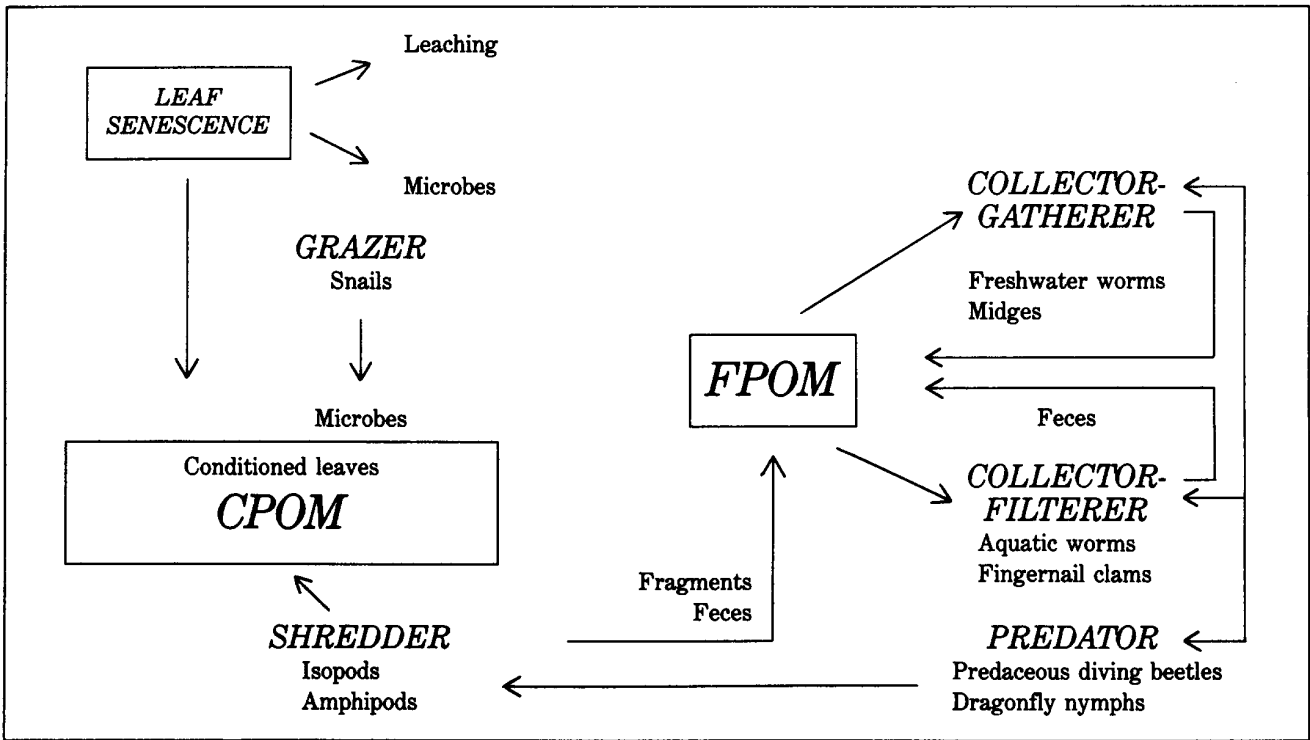 Leaching
LEAF
SENESCENCE
Microbes
GRAZER
Snails
Microbes
Conditioned leaves
CPOM
SHREDDER
Isopods
Amphipods
Fragments
Feces
FPOM
COLLECTOR-
GATHERER
Freshwater worms
Midges
Feces
COLLECTOR-
FILTERER
Aquatic worms
Fingernail clams
PREDATOR
Predaceous diving beetles
Dragonfly nymphs